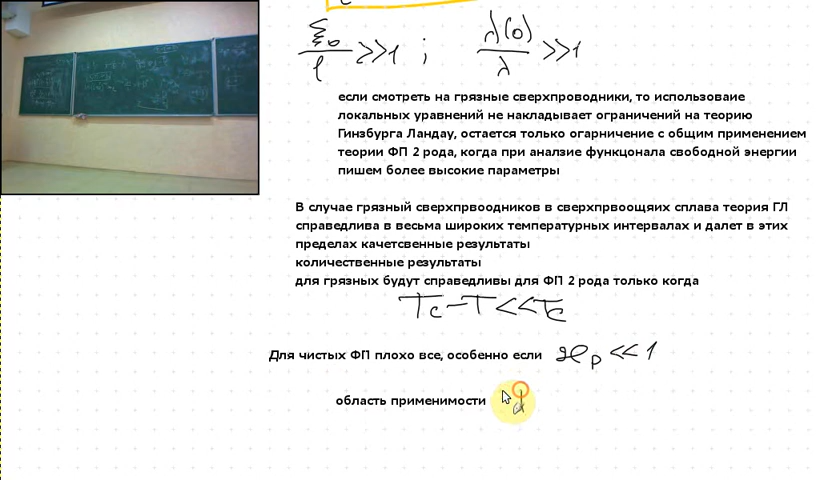 ξ₀/ℓ >>1 ; λ(0)/λ >>1
если смотреть на грязные сверхпроводники, то использоваие
локальных уравнений не накладывает ограничений на теорию
Гинзбурга Ландау, остается только огарничение с общим применением
теории ФП 2 рода, когда при аналзие функцонала свободной энергии
пишем более высокие параметры
В случае грязный сверхпрвоодников в сверхпрвоощяих сплава теория ГЛ
справедлива в весьма широких температурных интервалах и далет в этих
пределах качетсвенные результаты
количественные результаты
для грязных будут справедливы для ФП 2 рода только когда
Tc-T<<Tc
Для чистых ФП плохо все, особенно если æₚ<<1
область применимости